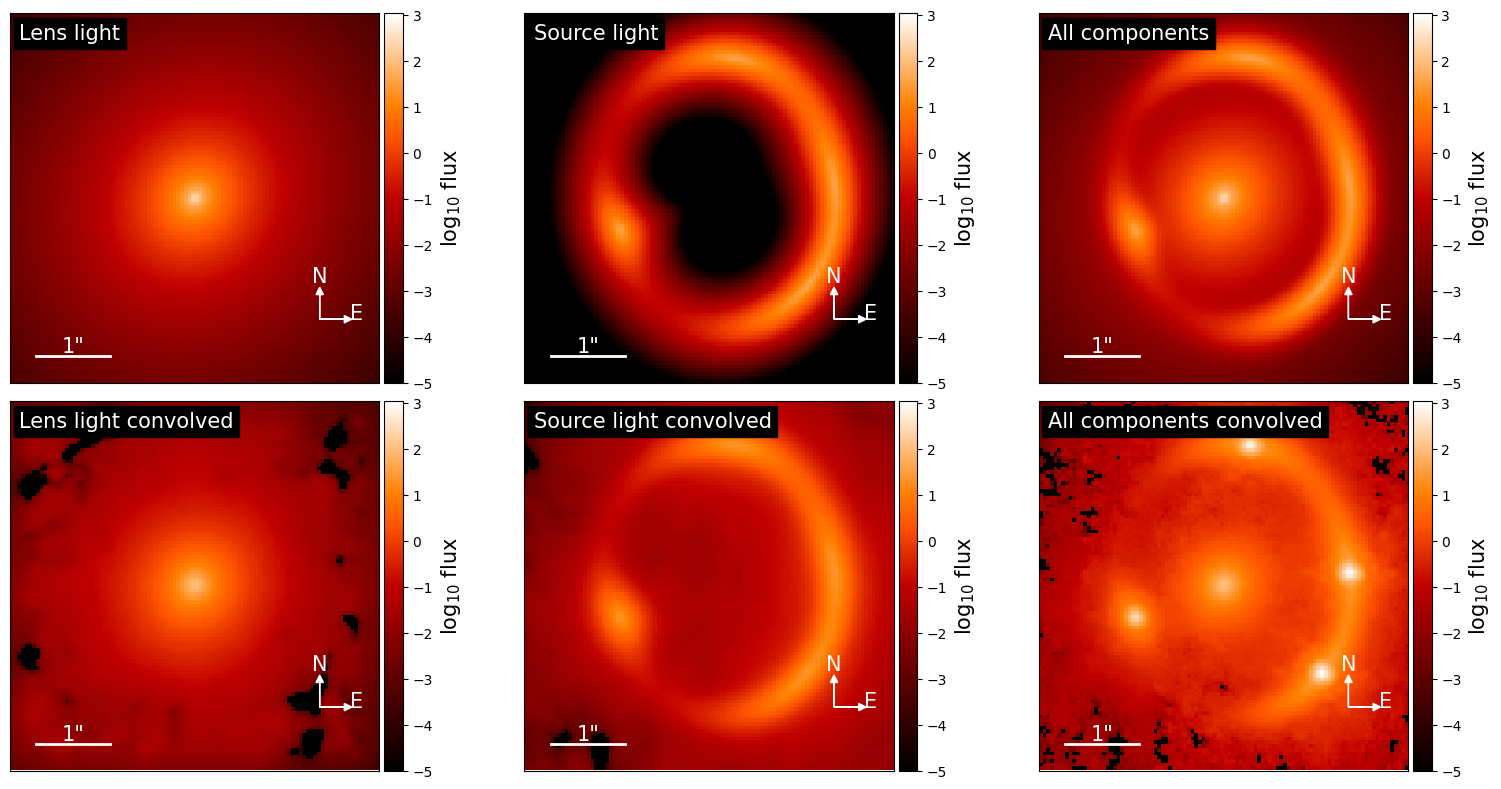 Lens light
3
2
1
0
−1
−2
−3
−4
−5
log₁₀ flux
N
E
1"
Source light
3
2
1
0
−1
−2
−3
−4
−5
log₁₀ flux
N
E
1"
All components
3
2
1
0
−1
−2
−3
−4
−5
log₁₀ flux
N
E
1"
Lens light convolved
3
2
1
0
−1
−2
−3
−4
−5
log₁₀ flux
N
E
1"
Source light convolved
3
2
1
0
−1
−2
−3
−4
−5
log₁₀ flux
N
E
1"
All components convolved
3
2
1
0
−1
−2
−3
−4
−5
log₁₀ flux
N
E
1"